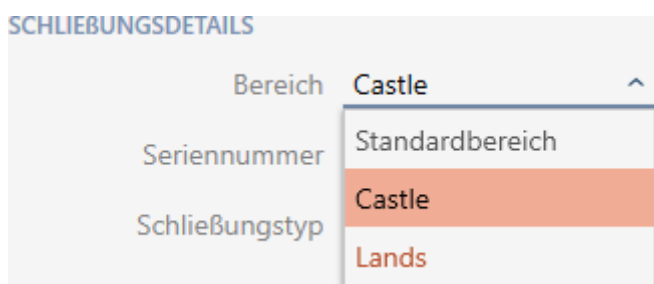 SCHLIEßUNGSDETAILS
Bereich Castle
Standardbereich
Seriennummer
Castle
Schließungstyp
Lands